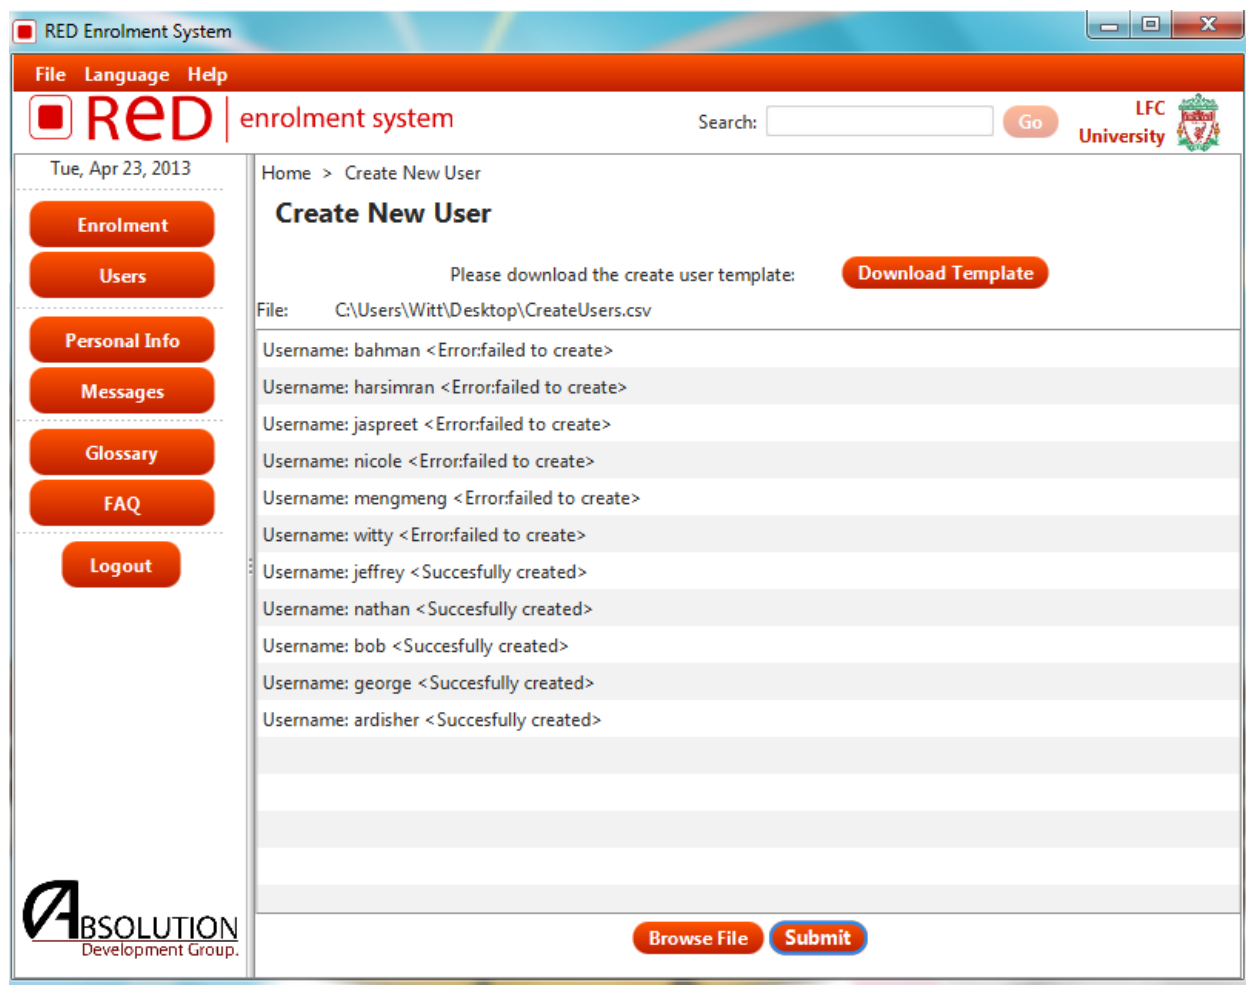 RED Enrolment System
File Language Help
ReD enrolment system
Search:
Go
LFC
University
Tue, Apr 23, 2013
Home > Create New User
Create New User
Enrolment
Users
Personal Info
Messages
Glossary
FAQ
Logout
Please download the create user template:
Download Template
File: C:\Users\Witt\Desktop\CreateUsers.csv
Username: bahman <Error:failed to create>
Username: harsimran <Error:failed to create>
Username: jaspreet <Error:failed to create>
Username: nicole <Error:failed to create>
Username: mengmeng <Error:failed to create>
Username: witty <Error:failed to create>
Username: jeffrey <Succesfully created>
Username: nathan <Succesfully created>
Username: bob <Succesfully created>
Username: george <Succesfully created>
Username: ardisher <Succesfully created>
Browse File
Submit
ABSOLUTION
Development Group.